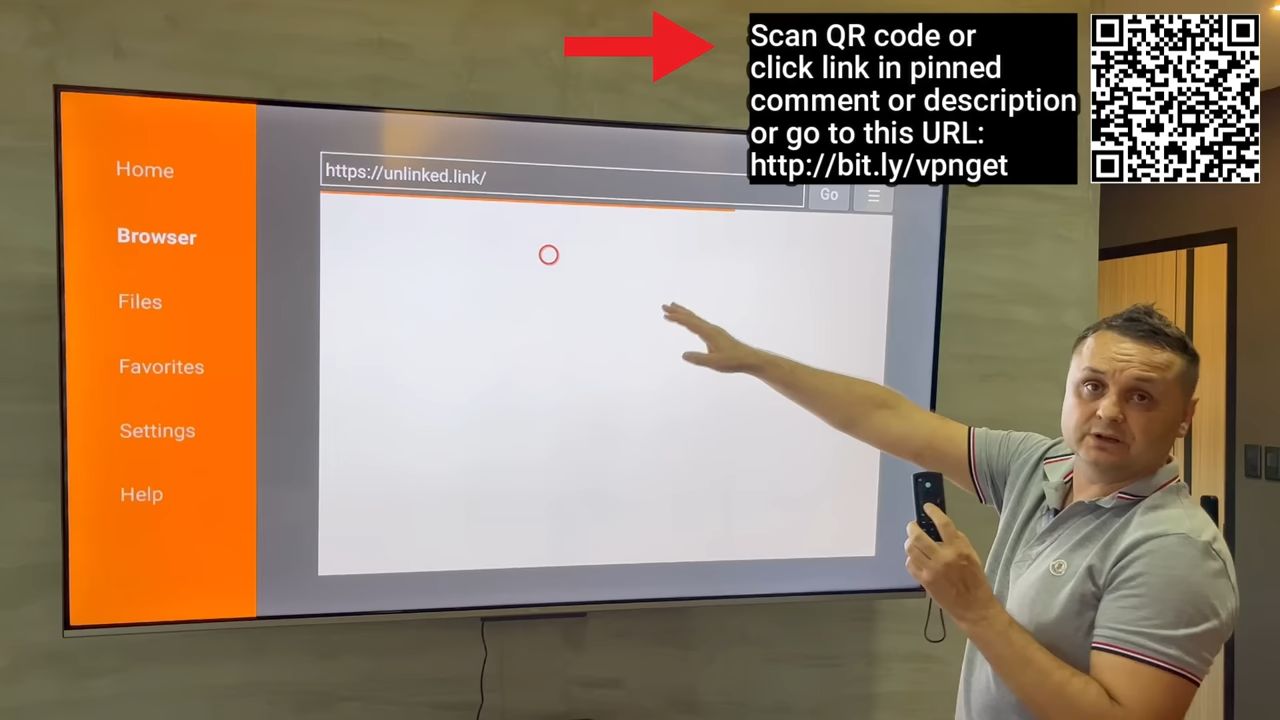 Scan QR code or
click link in pinned
comment or description
or go to this URL:
http://bit.ly/vpnget
Home
Browser
Files
Favorites
Settings
Help
https://unlinked.link/
Go